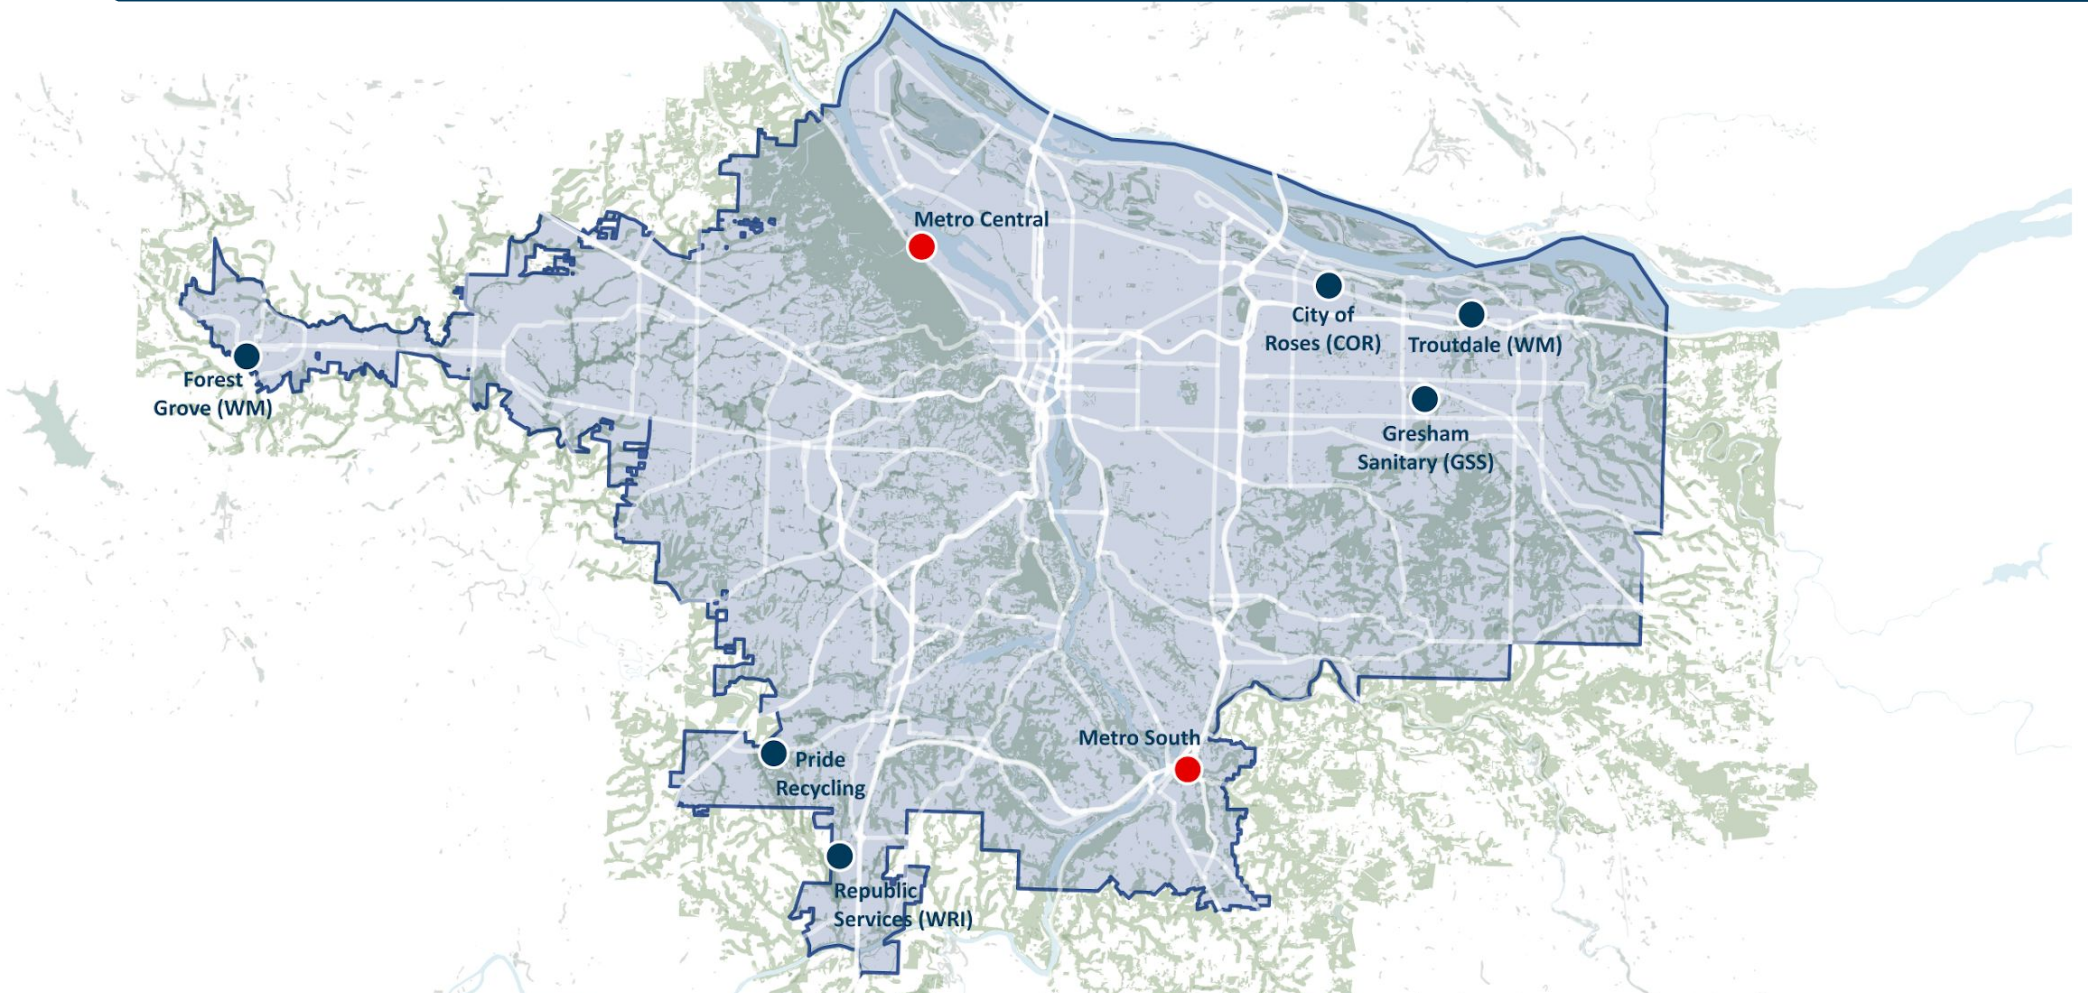 Metro Central
City of
Roses (COR)
Troutdale (WM)
Forest
Grove (WM)
Gresham
Sanitary (GSS)
Metro South
Pride
Recycling
Republic
Services (WRI)